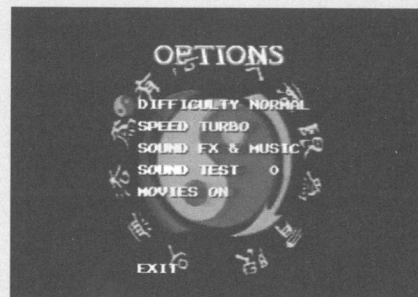 OPTIONS
DIFFICULTY NORMAL
SPEED TURBO
SOUND FX & MUSIC
SOUND TEST 0
MOVIES ON
EXIT